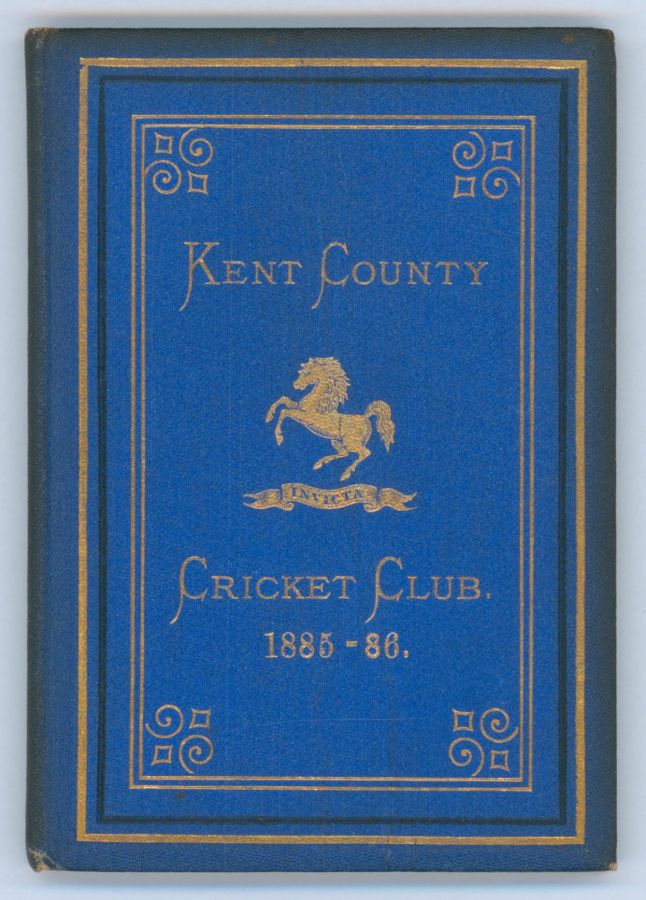 KENT COUNTY
INVICTA
CRICKET CLUB.
1885-86.